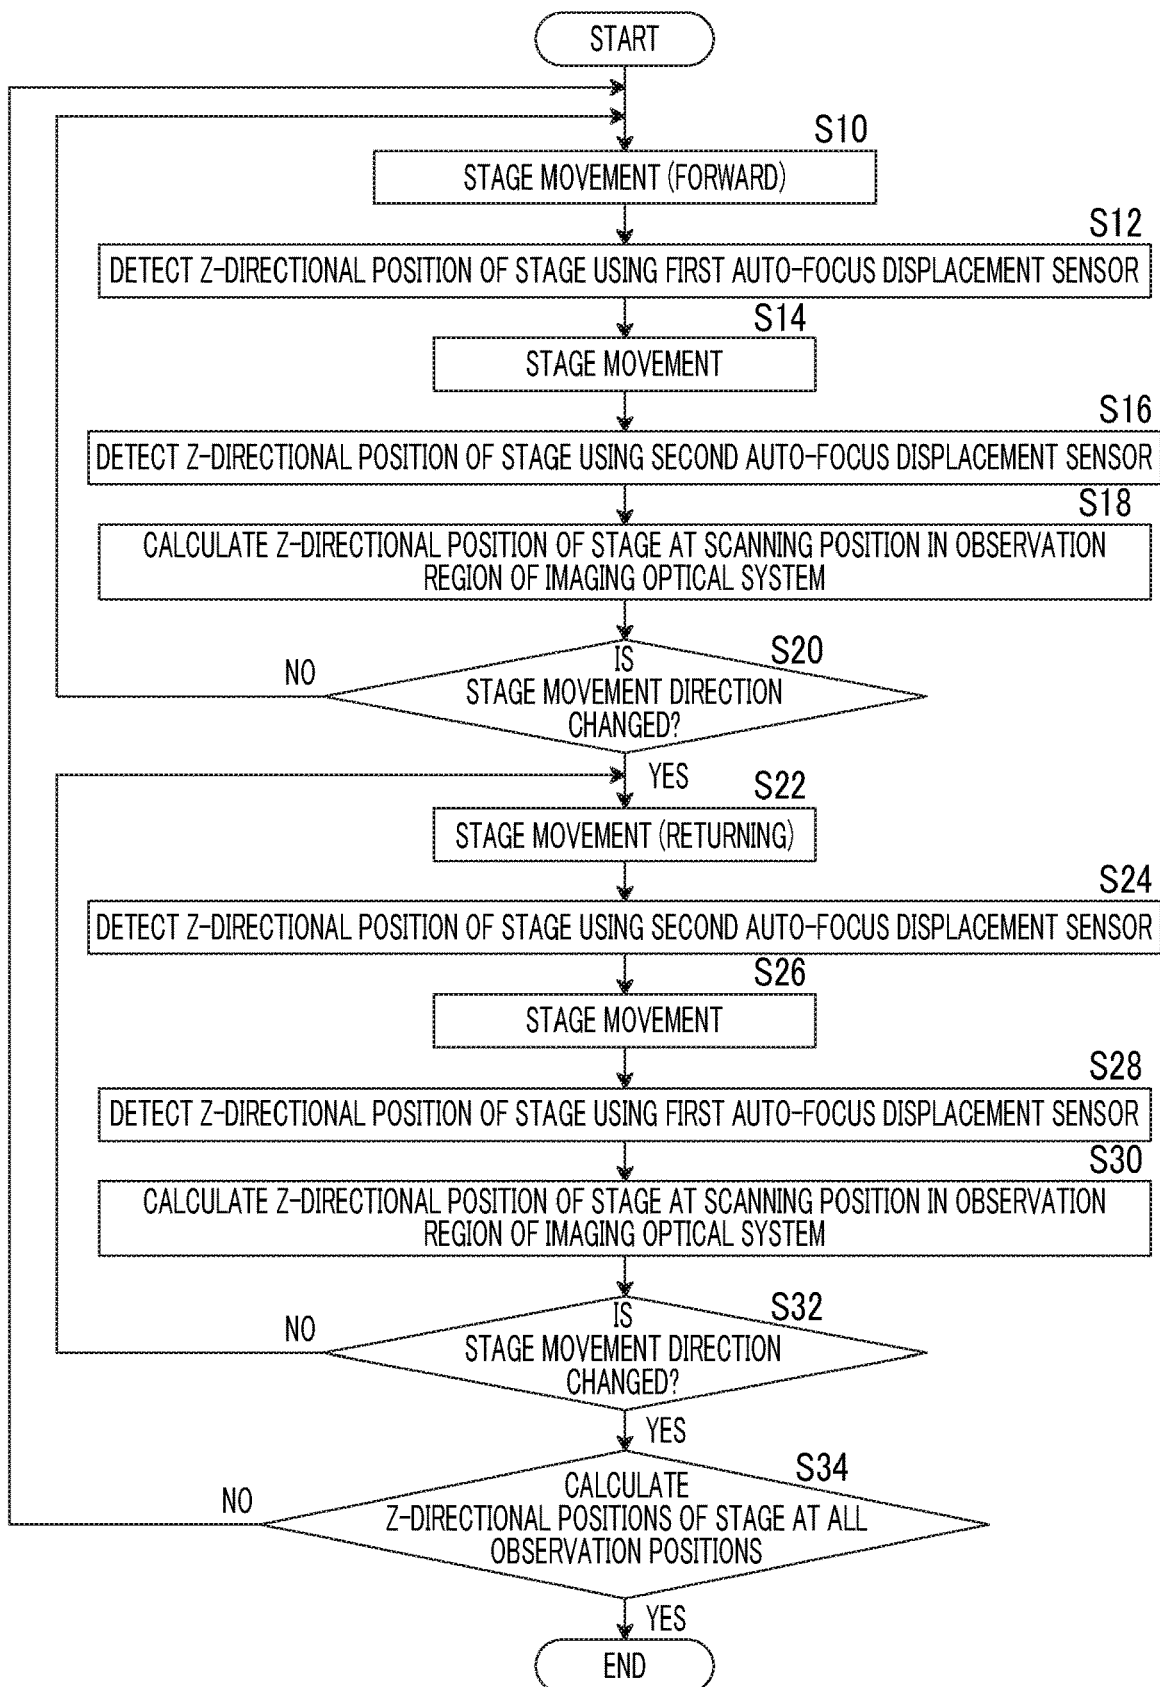 START
S10
STAGE MOVEMENT (FORWARD)
S12
DETECT Z-DIRECTIONAL POSITION OF STAGE USING FIRST AUTO-FOCUS DISPLACEMENT SENSOR
S14
STAGE MOVEMENT
S16
DETECT Z-DIRECTIONAL POSITION OF STAGE USING SECOND AUTO-FOCUS DISPLACEMENT SENSOR
S18
CALCULATE Z-DIRECTIONAL POSITION OF STAGE AT SCANNING POSITION IN OBSERVATION
REGION OF IMAGING OPTICAL SYSTEM
S20
NO
IS
STAGE MOVEMENT DIRECTION
CHANGED?
YES
S22
STAGE MOVEMENT (RETURNING)
S24
DETECT Z-DIRECTIONAL POSITION OF STAGE USING SECOND AUTO-FOCUS DISPLACEMENT SENSOR
S26
STAGE MOVEMENT
S28
DETECT Z-DIRECTIONAL POSITION OF STAGE USING FIRST AUTO-FOCUS DISPLACEMENT SENSOR
S30
CALCULATE Z-DIRECTIONAL POSITION OF STAGE AT SCANNING POSITION IN OBSERVATION
REGION OF IMAGING OPTICAL SYSTEM
S32
NO
IS
STAGE MOVEMENT DIRECTION
CHANGED?
YES
S34
NO
CALCULATE
Z-DIRECTIONAL POSITIONS OF STAGE AT ALL
OBSERVATION POSITIONS
YES
END